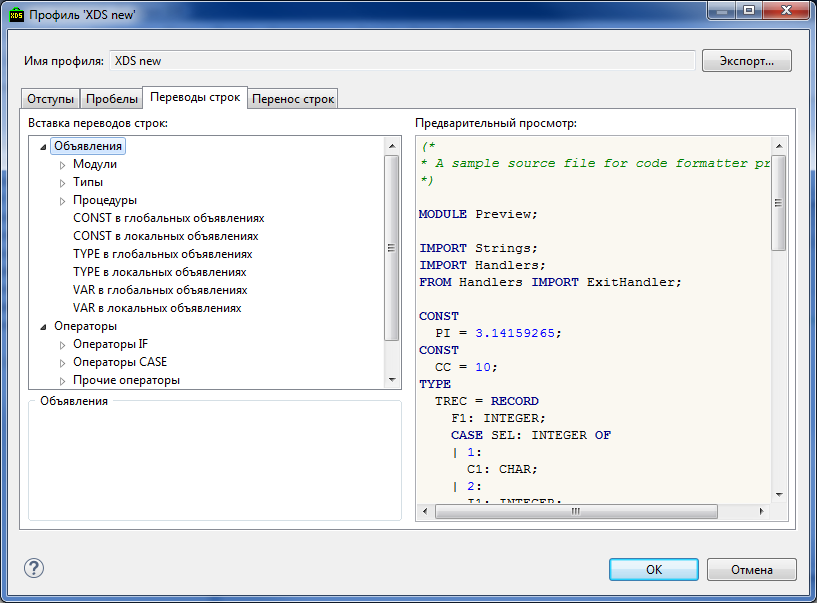 Профиль 'XDS new'
Имя профиля: XDS new Экспорт...
Отступы Пробелы Переводы строк Перенос строк
Вставка переводов строк:
Объявления
Модули
Типы
Процедуры
CONST в глобальных объявлениях
CONST в локальных объявлениях
TYPE в глобальных объявлениях
TYPE в локальных объявлениях
VAR в глобальных объявлениях
VAR в локальных объявлениях
Операторы
Операторы IF
Операторы CASE
Прочие операторы
Объявления
Предварительный просмотр:
(*
* A sample source file for code formatter pr
*)
MODULE Preview;
IMPORT Strings;
IMPORT Handlers;
FROM Handlers IMPORT ExitHandler;
CONST
PI = 3.14159265;
CONST
CC = 10;
TYPE
TREC = RECORD
F1: INTEGER;
CASE SEL: INTEGER OF
| 1:
C1: CHAR;
| 2:
I1: INTEGER;
OK Отмена